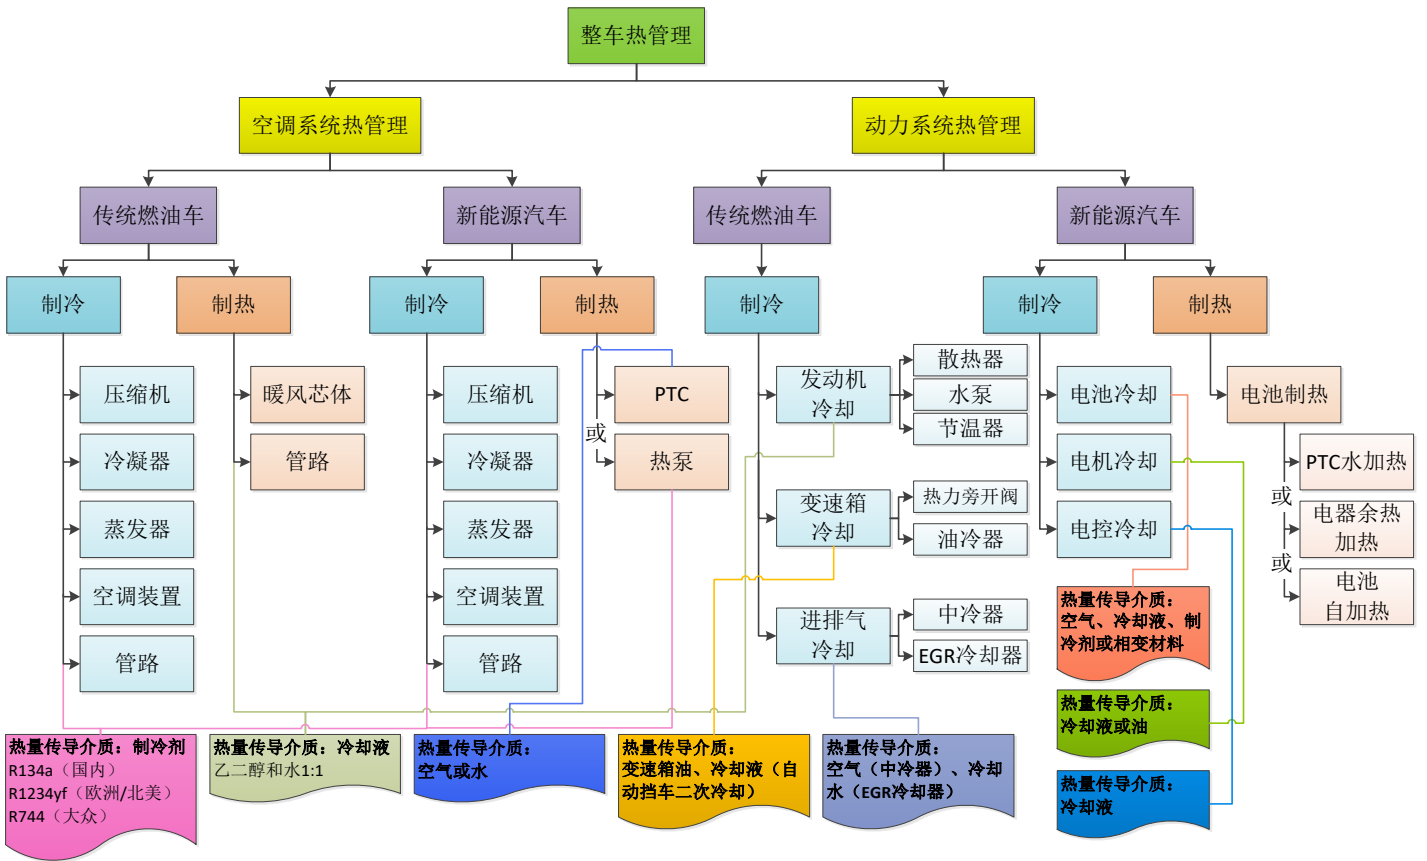 整车热管理
空调系统热管理
动力系统热管理
传统燃油车
新能源汽车
传统燃油车
新能源汽车
制冷
制热
制冷
制热
制冷
制冷
制热
压缩机
冷凝器
蒸发器
空调装置
管路
暖风芯体
管路
压缩机
冷凝器
蒸发器
空调装置
管路
PTC
或
热泵
发动机
冷却
散热器
水泵
节温器
变速箱
冷却
热力旁开阀
油冷器
进排气
冷却
中冷器
EGR冷却器
电池冷却
电机冷却
电控冷却
电池制热
PTC水加热
或
电器余热
加热
或
电池
自加热
热量传导介质：
空气、冷却液、制
冷剂或相变材料
热量传导介质：
冷却液或油
热量传导介质：
冷却液
热量传导介质：制冷剂
R134a（国内）
R1234yf（欧洲/北美）
R744（大众）
热量传导介质：冷却液
乙二醇和水1:1
热量传导介质：
空气或水
热量传导介质：
变速箱油、冷却液（自
动挡车二次冷却）
热量传导介质：
空气（中冷器）、冷却
水（EGR冷却器）